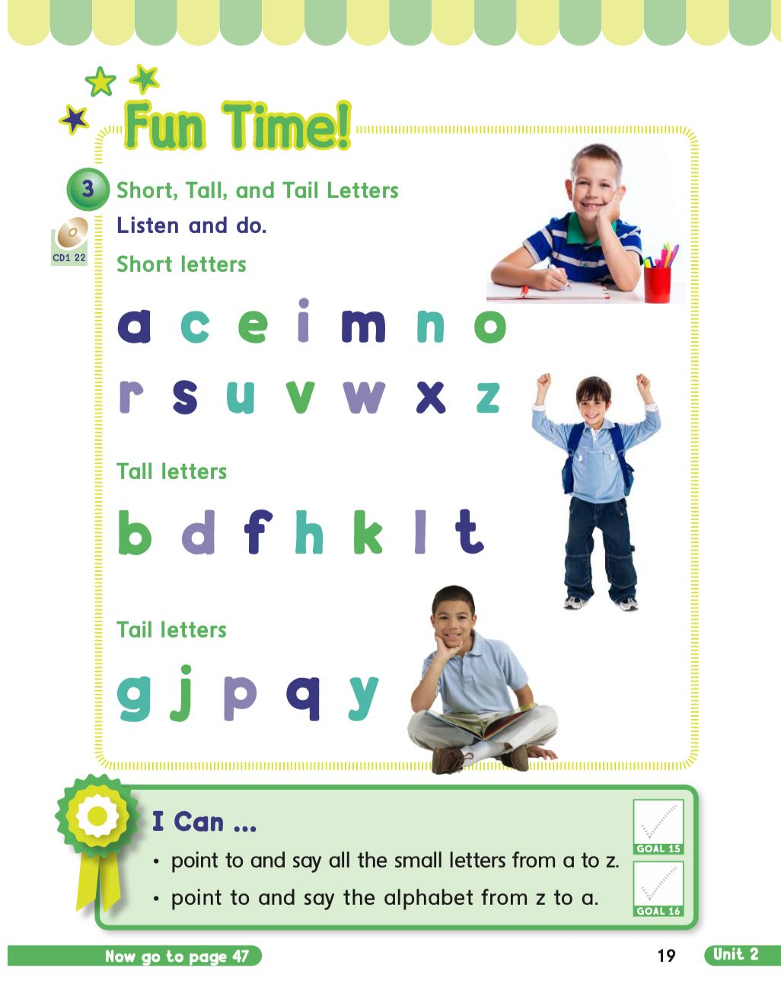 Fun Time!
3 Short, Tall, and Tail Letters
Listen and do.
CD1 22
Short letters
a c e i m n o
r s u v w x z
Tall letters
b d f h k l t
Tail letters
g j p q y
I Can ...
• point to and say all the small letters from a to z.
GOAL 15
• point to and say the alphabet from z to a.
GOAL 16
Now go to page 47
19
Unit 2